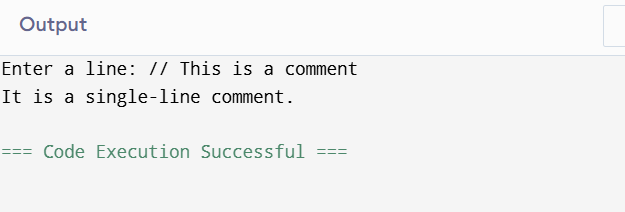 Output
Enter a line: // This is a comment
It is a single-line comment.
=== Code Execution Successful ===